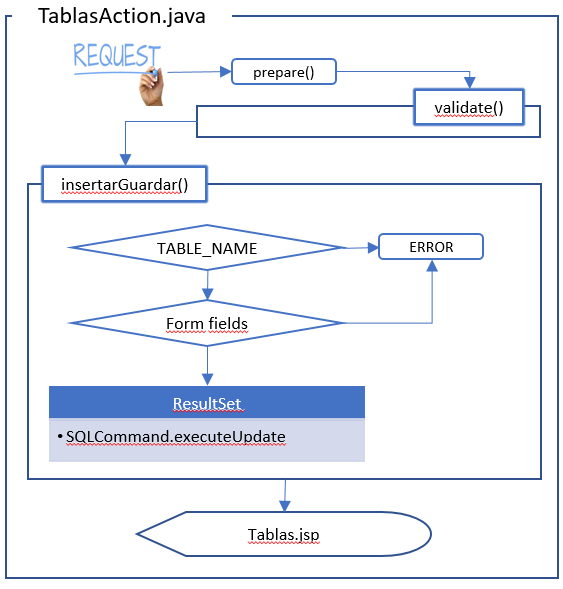 TablasAction.java
REQUEST
prepare()
validate()
insertarGuardar()
TABLE_NAME
ERROR
Form fields
ResultSet
• SQLCommand.executeUpdate
Tablas.jsp